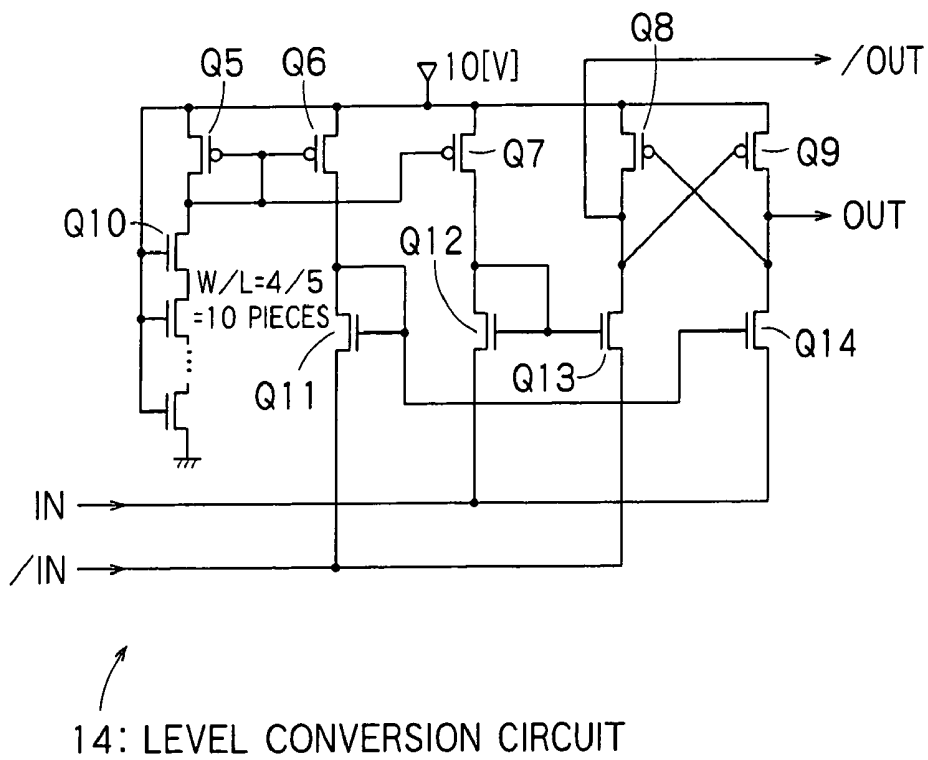 Q8
Q5
Q6
10[V]
/OUT
Q7
Q9
Q10
Q12
OUT
W/L=4/5
=10 PIECES
Q11
Q13
Q14
IN
/IN
14: LEVEL CONVERSION CIRCUIT